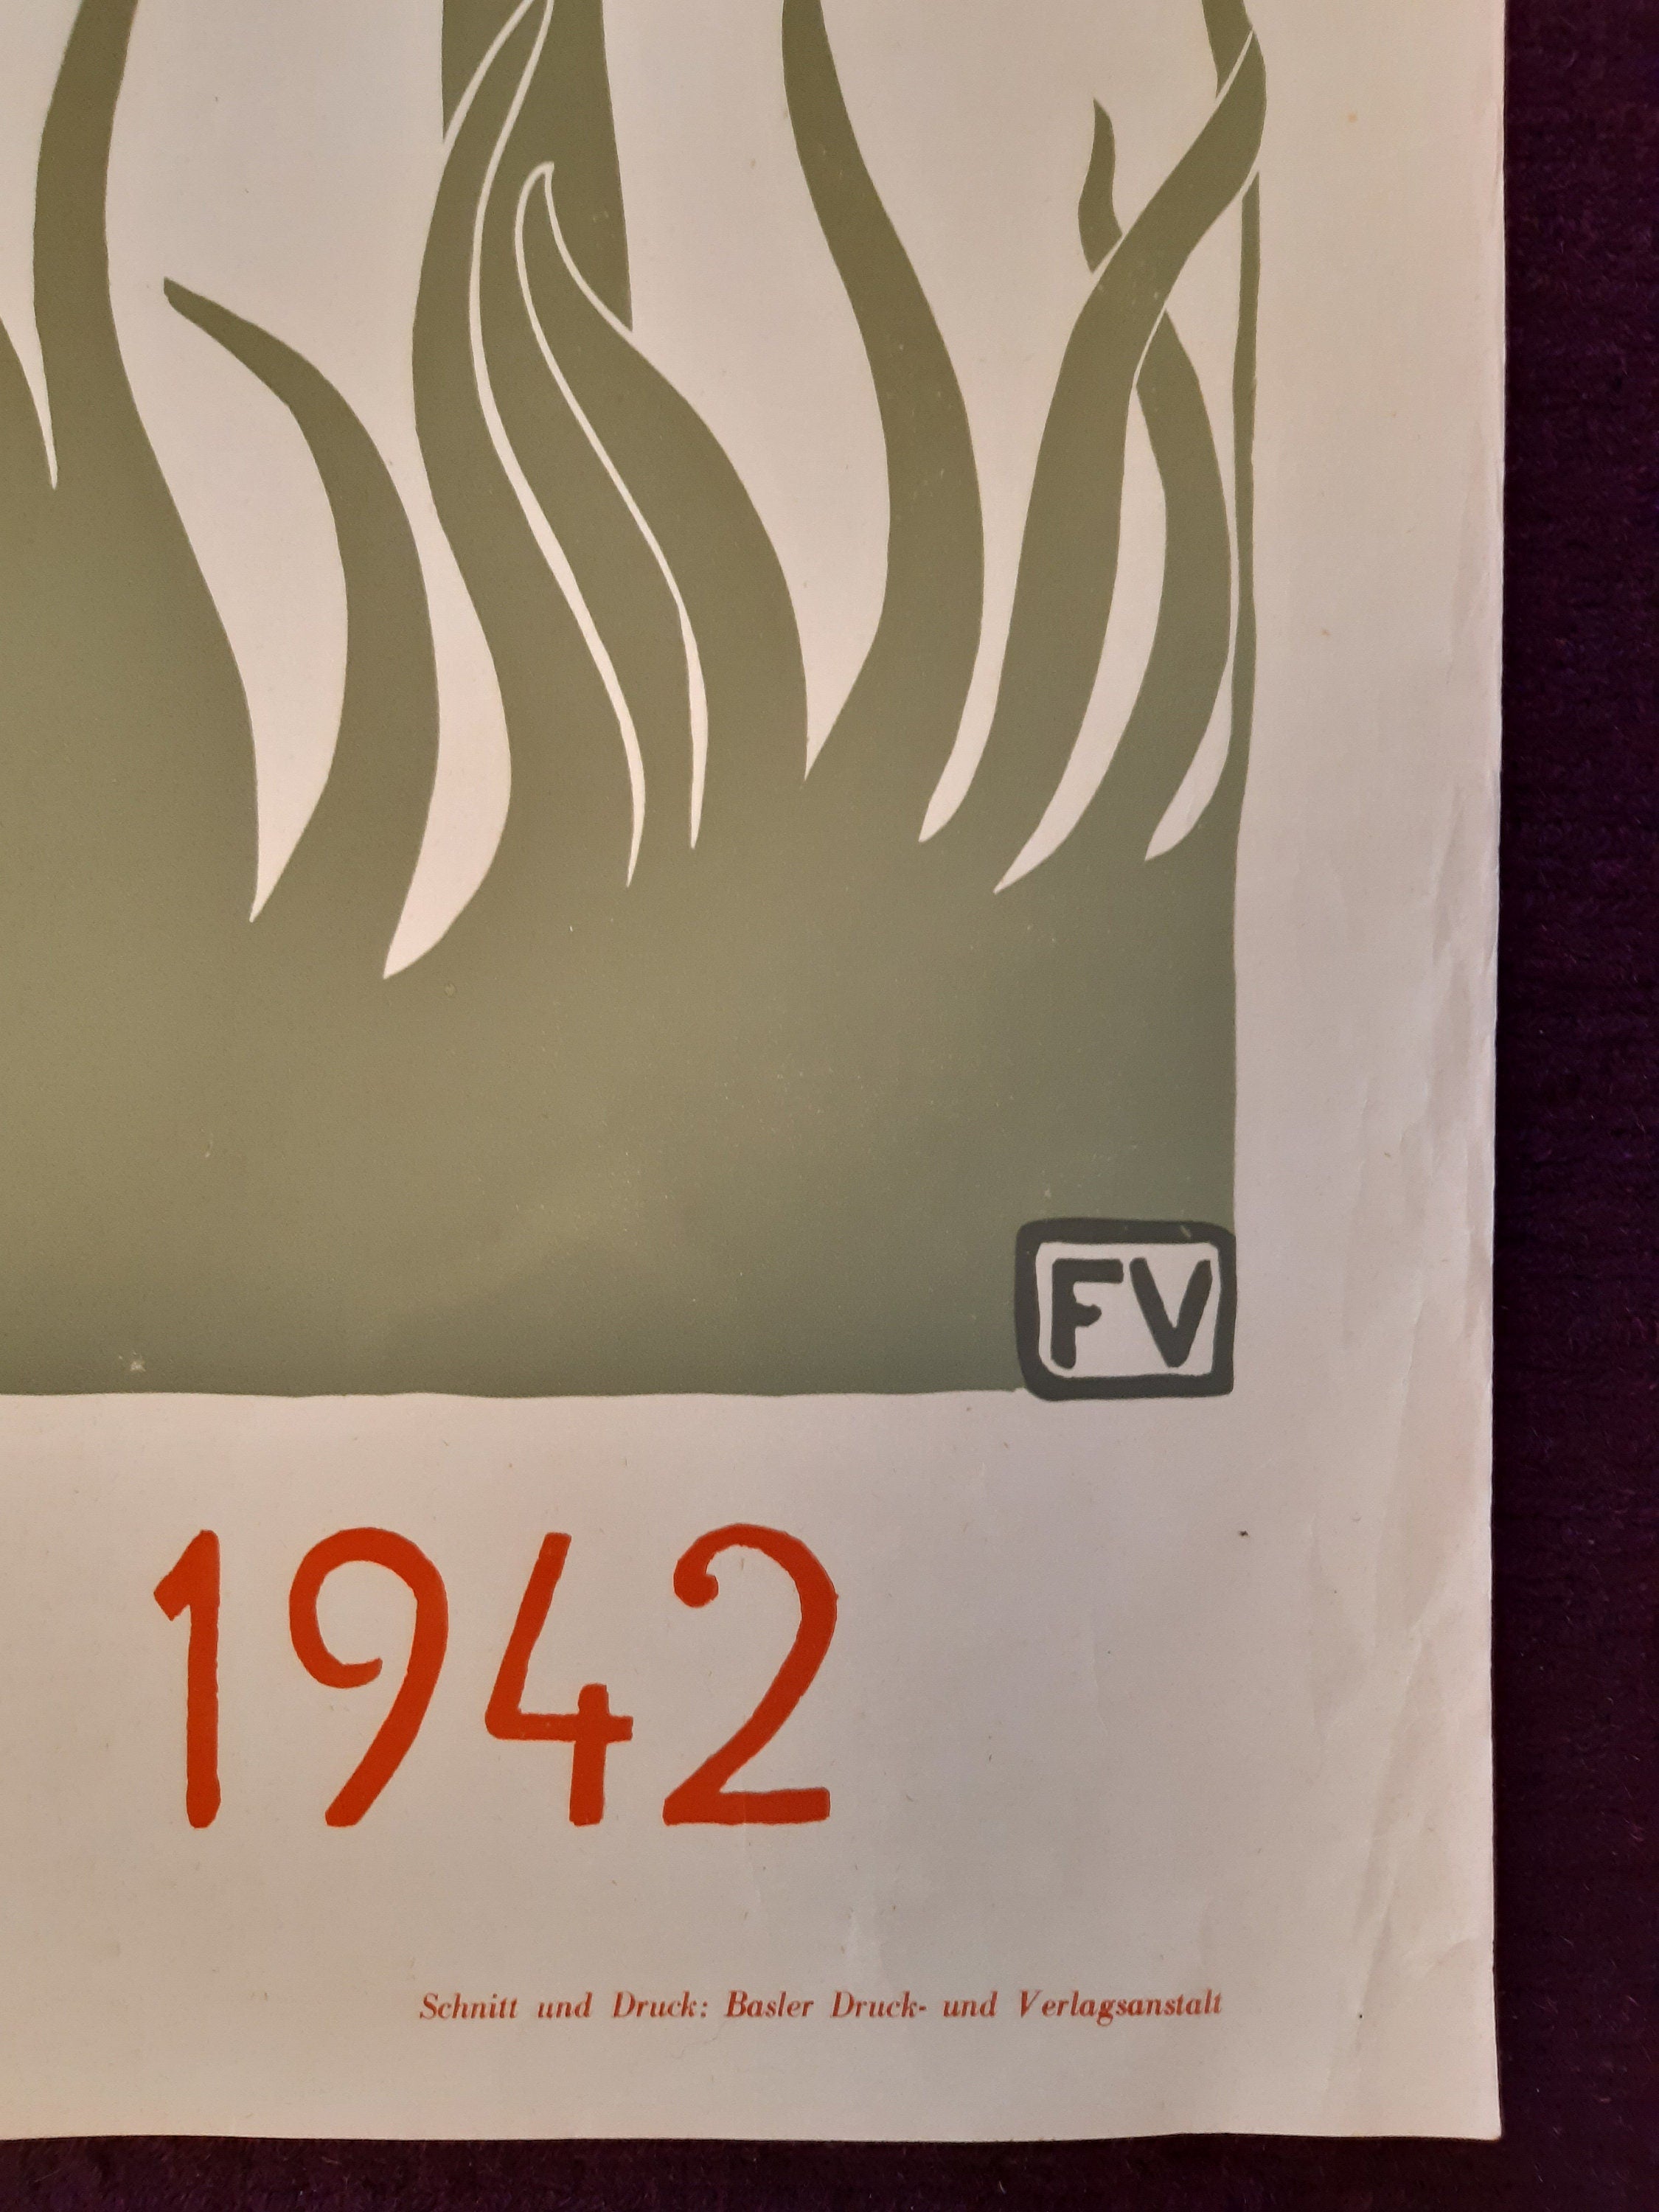 FV
1942
Schnitt und Druck: Basler Druck- und Verlagsanstalt